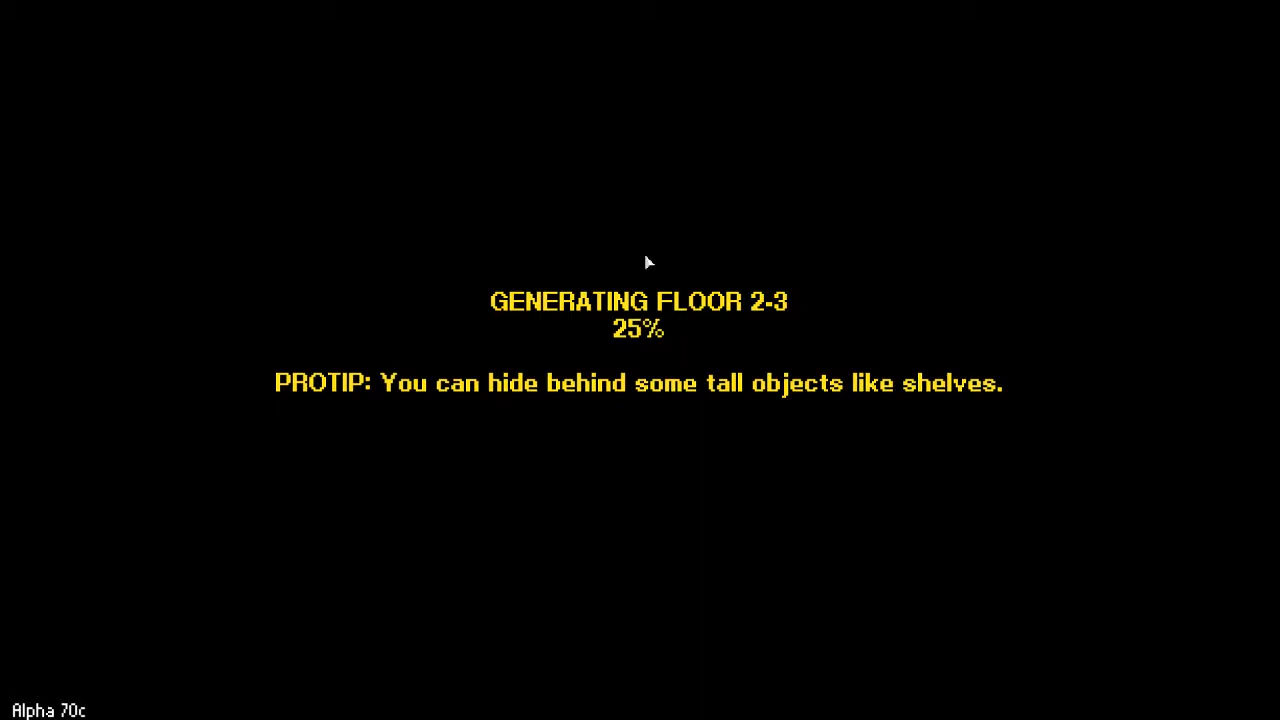 GENERATING FLOOR 2-3
25%
PROTIP: You can hide behind some tall objects like shelves.
Alpha 70c